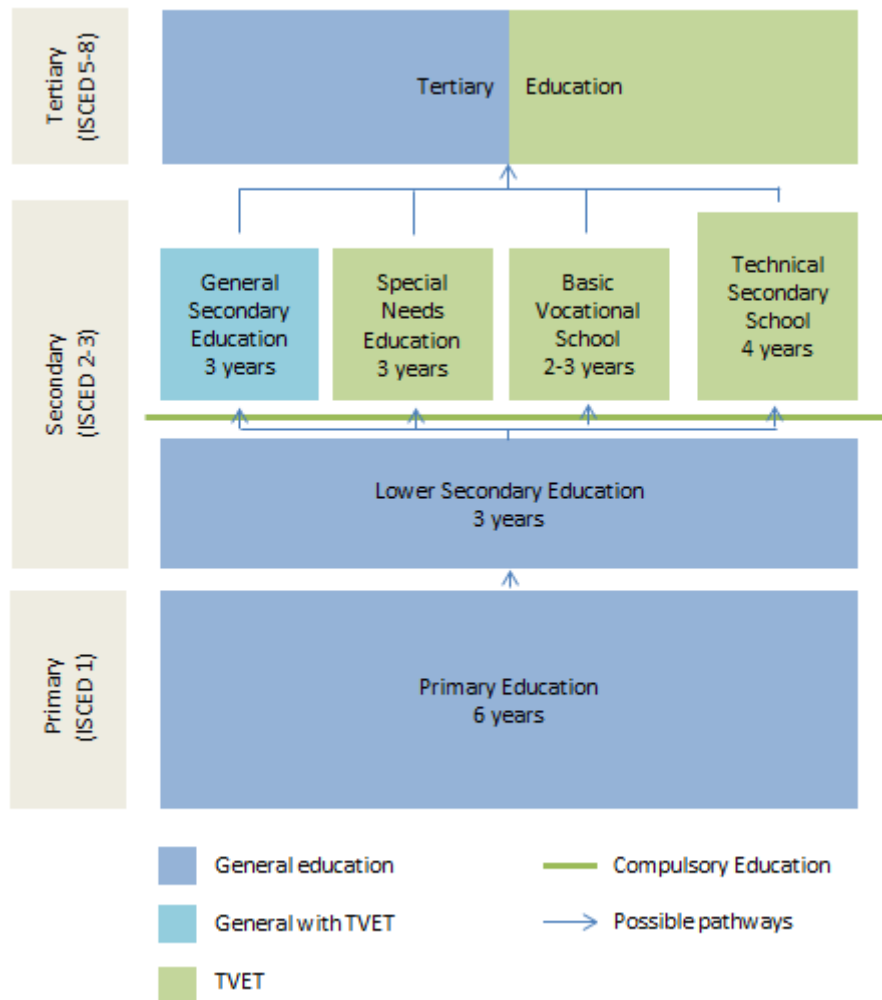 Tertiary
(ISCED 5-8)
Tertiary Education
Secondary
(ISCED 2-3)
General
Secondary
Education
3 years
Special
Needs
Education
3 years
Basic
Vocational
School
2-3 years
Technical
Secondary
School
4 years
Lower Secondary Education
3 years
Primary
(ISCED 1)
Primary Education
6 years
General education
Compulsory Education
General with TVET
Possible pathways
TVET